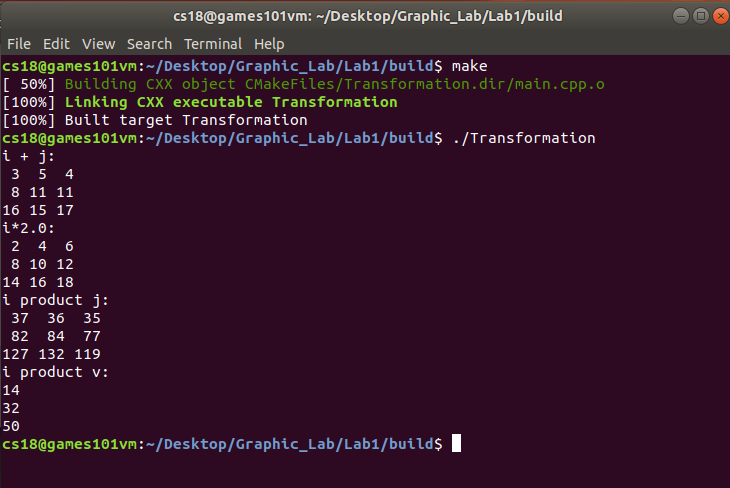 cs18@games101vm: ~/Desktop/Graphic_Lab/Lab1/build
File Edit View Search Terminal Help
cs18@games101vm:~/Desktop/Graphic_Lab/Lab1/build$ make
[ 50%] Building CXX object CMakeFiles/Transformation.dir/main.cpp.o
[100%] Linking CXX executable Transformation
[100%] Built target Transformation
cs18@games101vm:~/Desktop/Graphic_Lab/Lab1/build$ ./Transformation
i + j:
 3  5  4
 8 11 11
16 15 17
i*2.0:
 2  4  6
 8 10 12
14 16 18
i product j:
 37  36  35
 82  84  77
127 132 119
i product v:
14
32
50
cs18@games101vm:~/Desktop/Graphic_Lab/Lab1/build$